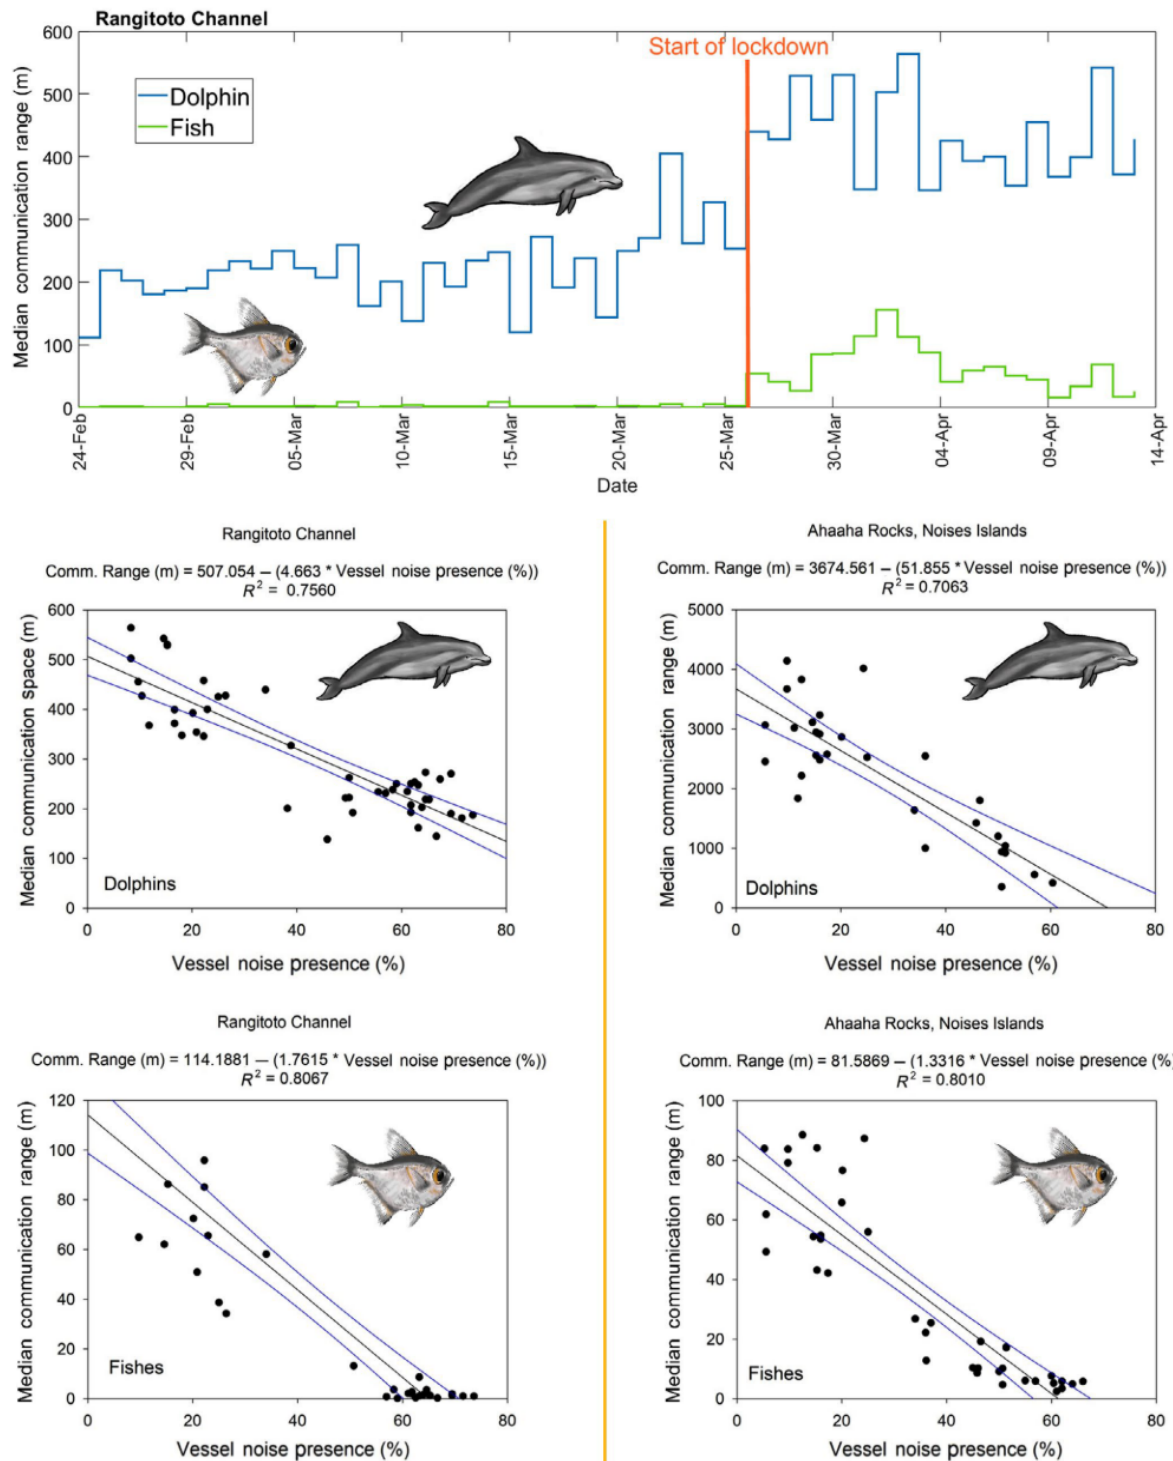 Rangitoto Channel
Median communication range (m)
600
500
400
300
200
100
0
Dolphin
Fish
Start of lockdown
24-Feb
29-Feb
05-Mar
10-Mar
15-Mar
20-Mar
25-Mar
30-Mar
04-Apr
09-Apr
14-Apr
Date
Rangitoto Channel
Comm. Range (m) = 507.054 – (4.663 * Vessel noise presence (%))
R² = 0.7560
Median communication space (m)
600
500
400
300
200
100
0
Dolphins
0 20 40 60 80
Vessel noise presence (%)
Ahaaha Rocks, Noises Islands
Comm. Range (m) = 3674.561 – (51.855 * Vessel noise presence (%))
R² = 0.7063
Median communication range (m)
5000
4000
3000
2000
1000
0
Dolphins
0 20 40 60 80
Vessel noise presence (%)
Rangitoto Channel
Comm. Range (m) = 114.1881 – (1.7615 * Vessel noise presence (%))
R² = 0.8067
Median communication range (m)
120
100
80
60
40
20
0
Fishes
0 20 40 60 80
Vessel noise presence (%)
Ahaaha Rocks, Noises Islands
Comm. Range (m) = 81.5869 – (1.3316 * Vessel noise presence (%)
R² = 0.8010
Median communication range (m)
100
80
60
40
20
0
Fishes
0 20 40 60 80
Vessel noise presence (%)